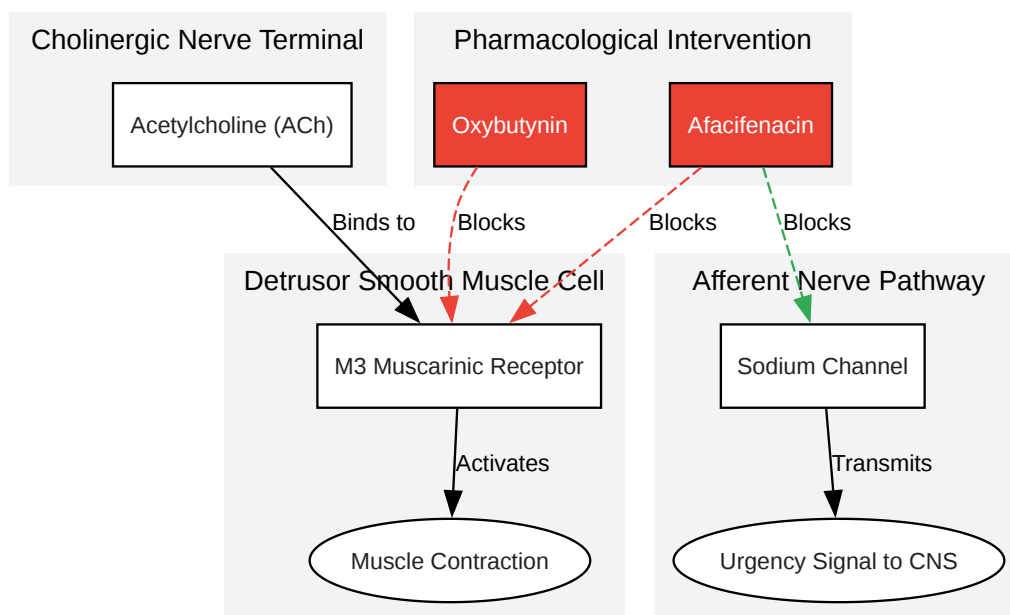 Cholinergic Nerve Terminal
Pharmacological Intervention
Acetylcholine (ACh)
Oxybutynin
Afacifenacin
Binds to
Blocks
Blocks
Blocks
Detrusor Smooth Muscle Cell
Afferent Nerve Pathway
M3 Muscarinic Receptor
Sodium Channel
Activates
Transmits
Muscle Contraction
Urgency Signal to CNS